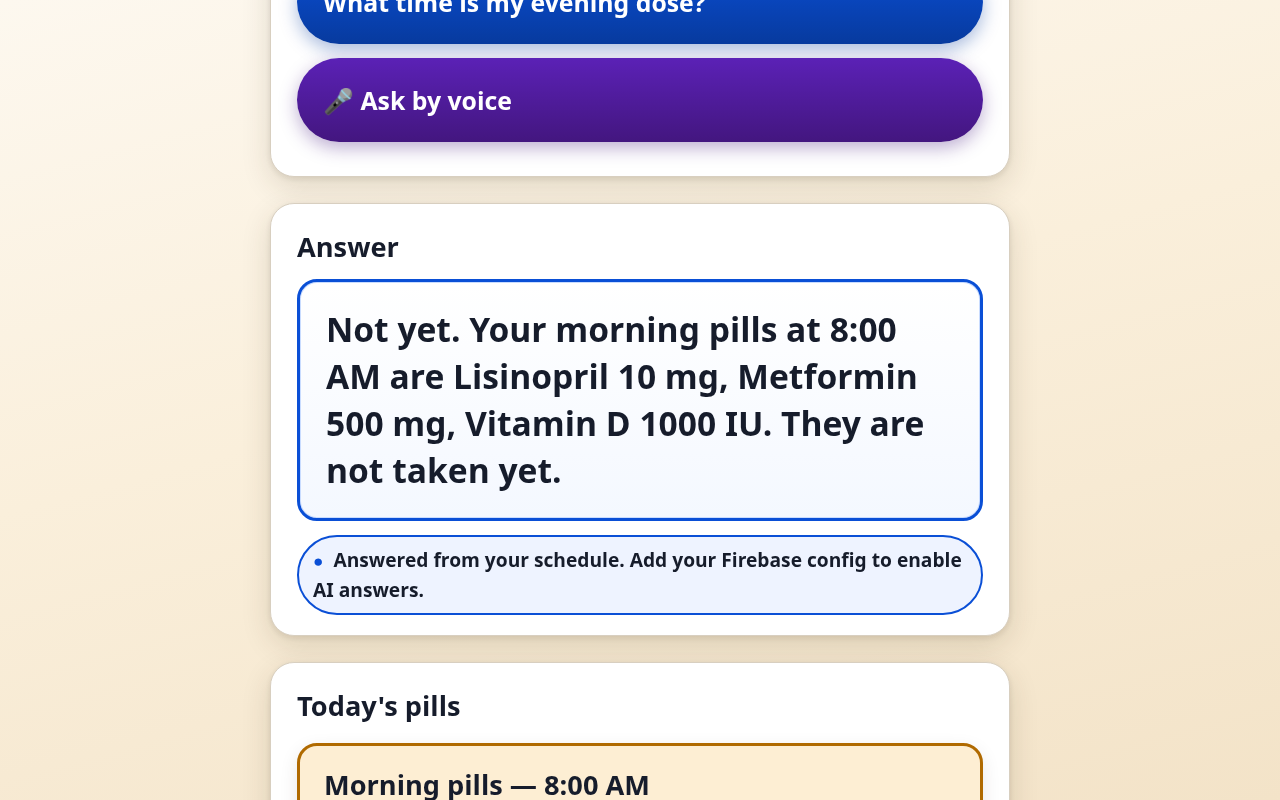 What time is my evening dose?
🎤 Ask by voice
Answer
Not yet. Your morning pills at 8:00
AM are Lisinopril 10 mg, Metformin
500 mg, Vitamin D 1000 IU. They are
not taken yet.
● Answered from your schedule. Add your Firebase config to enable
AI answers.
Today's pills
Morning pills — 8:00 AM